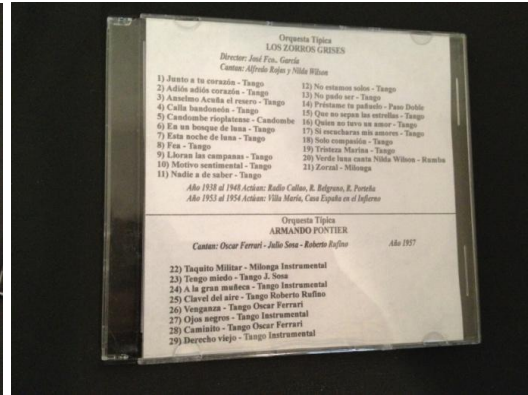 Orquesta Típica
LOS ZORROS GRISES
Director: José Fco. García
Cantan: Alfredo Rojas y Nilda Wilson
1) Junto a tu corazón - Tango
2) Adiós adiós corazón - Tango
3) Anselmo Acuña el resero - Tango
4) Calla bandoneón - Tango
5) Candombe rioplatense - Candombe
6) En un bosque de luna - Tango
7) Esta noche de luna - Tango
8) Fea - Tango
9) Lloran las campanas - Tango
10) Motivo sentimental - Tango
11) Nadie a de saber - Tango
12) No estamos solos - Tango
13) No pudo ser - Tango
14) Préstame tu pañuelo - Paso Doble
15) Que no sepan las estrellas - Tango
16) Quien no tuvo un amor - Tango
17) Si escucharas mis amores - Tango
18) Solo compasión - Tango
19) Tristeza Marina - Tango
20) Verde luna canta Nilda Wilson - Rumba
21) Zorzal - Milonga
Año 1938 al 1948 Actúan: Radio Callao, R. Belgrano, R. Porteña
Año 1953 al 1954 Actúan: Villa María, Casa España en el Infierno
Orquesta Típica
ARMANDO PONTIER
Cantan: Oscar Ferrari - Julio Sosa - Roberto Rufino Año 1957
22) Taquito Militar - Milonga Instrumental
23) Tengo miedo - Tango J. Sosa
24) A la gran muñeca - Tango Instrumental
25) Clavel del aire - Tango Roberto Rufino
26) Venganza - Tango Oscar Ferrari
27) Ojos negros - Tango Instrumental
28) Caminito - Tango Oscar Ferrari
29) Derecho viejo - Tango Instrumental